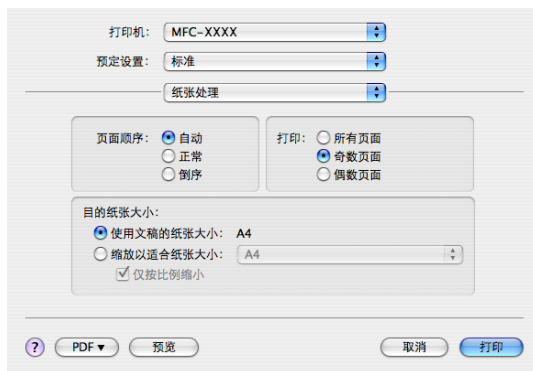 打印机： MFC-XXXX
预定设置： 标准
纸张处理
页面顺序： 自动
正常
倒序
打印： 所有页面
奇数页面
偶数页面
目的纸张大小：
使用文稿的纸张大小： A4
缩放以适合纸张大小： A4
仅按比例缩小
? PDF▼ 预览 取消 打印